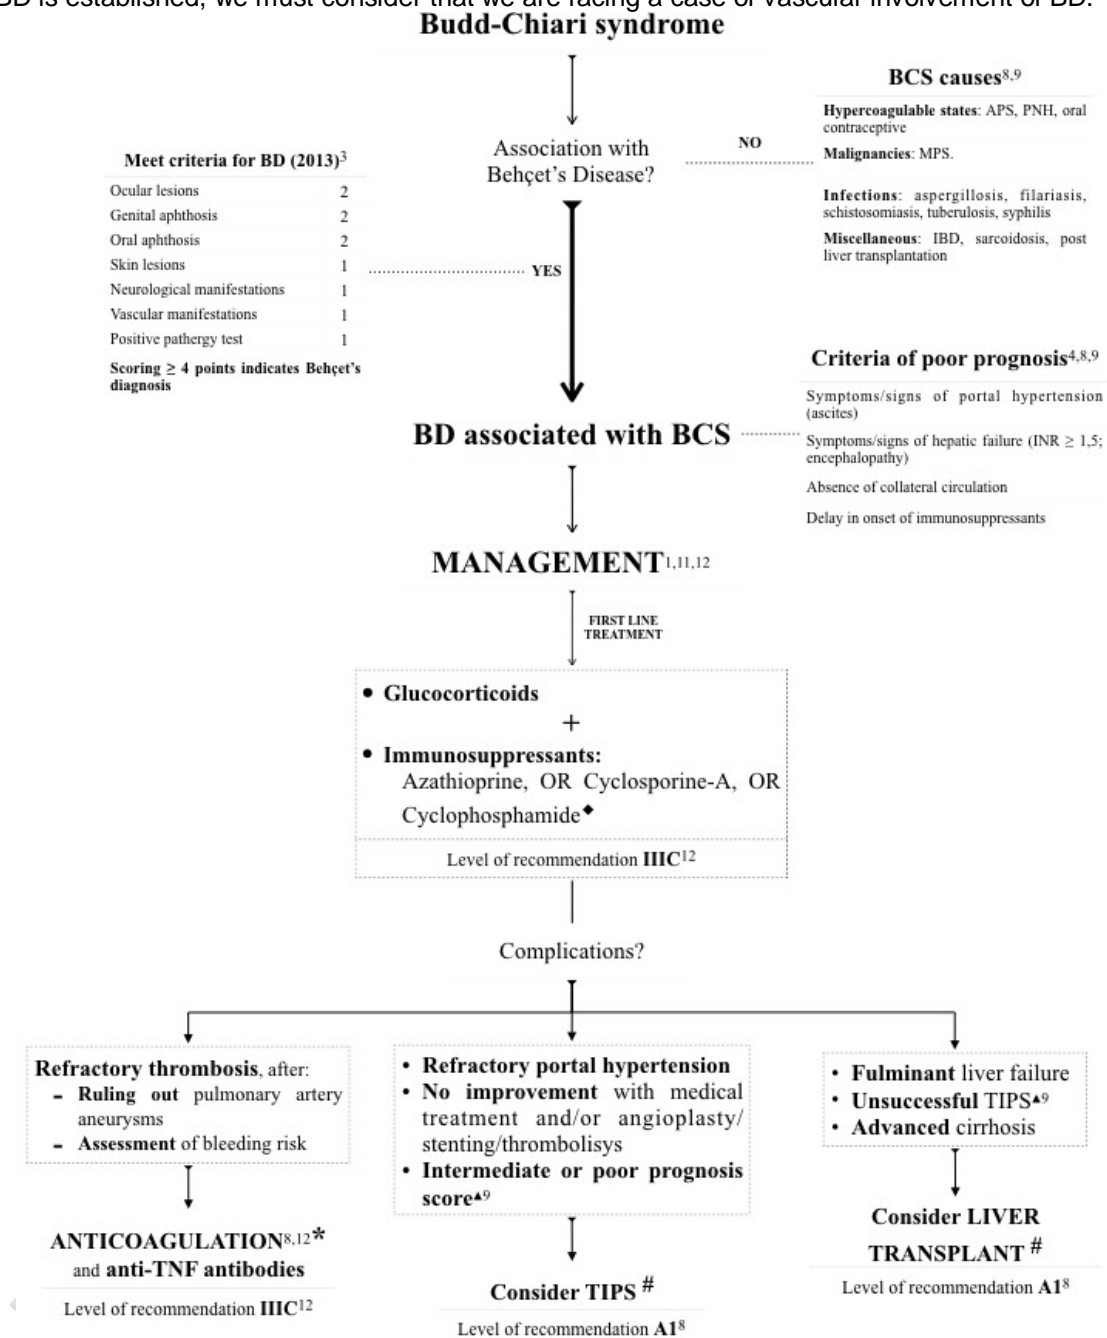 BD is established, we must consider that we are facing a case of vascular involvement of BD.
Budd-Chiari syndrome
BCS causes8,9
Hypercoagulable states: APS, PNH, oral
contraceptive
Malignancies: MPS.
Infections: aspergillosis, filariasis,
schistosomiasis, tuberulosis, syphilis
Miscellaneous: IBD, sarcoidosis, post
liver transplantation
NO
Association with
Behçet's Disease?
Meet criteria for BD (2013)3
Ocular lesions 2
Genital aphthosis 2
Oral aphthosis 2
Skin lesions 1
Neurological manifestations 1
Vascular manifestations 1
Positive pathergy test 1
Scoring ≥ 4 points indicates Behçet's
diagnosis
YES
Criteria of poor prognosis4,8,9
Symptoms/signs of portal hypertension
(ascites)
Symptoms/signs of hepatic failure (INR ≥ 1,5;
encephalopathy)
Absence of collateral circulation
Delay in onset of immunosuppressants
BD associated with BCS
MANAGEMENT1,11,12
FIRST LINE
TREATMENT
• Glucocorticoids
+
• Immunosuppressants:
Azathioprine, OR Cyclosporine-A, OR
Cyclophosphamide◆
Level of recommendation IIIC12
Complications?
Refractory thrombosis, after:
- Ruling out pulmonary artery
aneurysms
- Assessment of bleeding risk
ANTICOAGULATION8,12*
and anti-TNF antibodies
Level of recommendation IIIC12
• Refractory portal hypertension
• No improvement with medical
treatment and/or angioplasty/
stenting/thrombolisys
• Intermediate or poor prognosis
score▲9
Consider TIPS #
Level of recommendation A18
• Fulminant liver failure
• Unsuccessful TIPS▲9
• Advanced cirrhosis
Consider LIVER
TRANSPLANT #
Level of recommendation A18